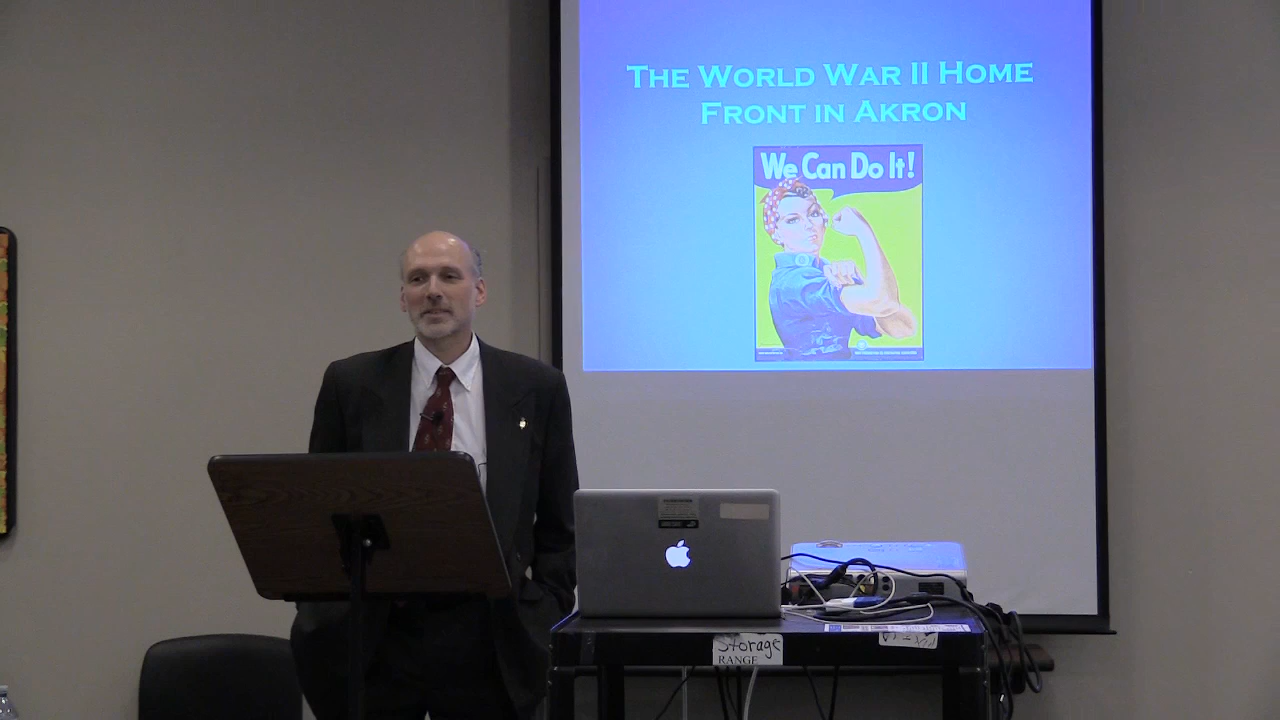 THE WORLD WAR II HOME
FRONT IN AKRON
We Can Do It!
Storage
RANGE